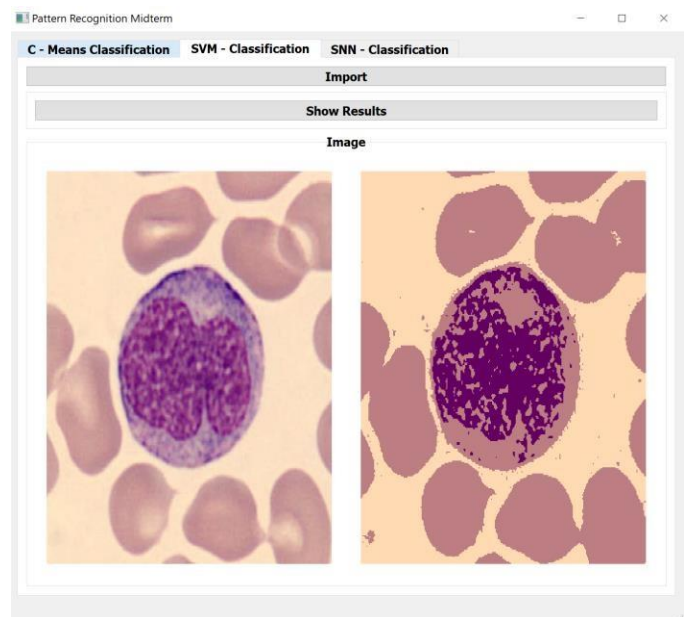 Pattern Recognition Midterm
C - Means Classification SVM - Classification SNN - Classification
Import
Show Results
Image